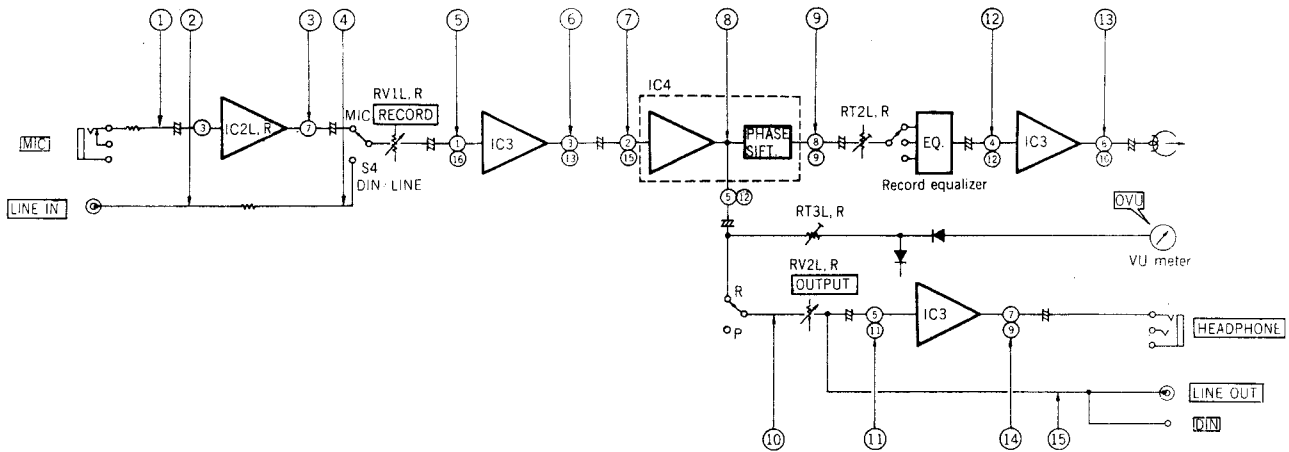 1 2 3 4 5 6 7 8 9 12 13
IC4
RV1L, R
RECORD
MIC
RT2L, R
PHASE
SIFT
MIC
3
IC2L, R
7
1
16
IC3
3
13
2
15
8
9
EQ.
4
12
IC3
6
10
S4
DIN·LINE
Record equalizer
LINE IN
5 12
OVU
RT3L, R
VU meter
RV2L, R
OUTPUT
R
P
5
11
IC3
7
9
HEADPHONE
LINE OUT
DIN
10 11 14 15